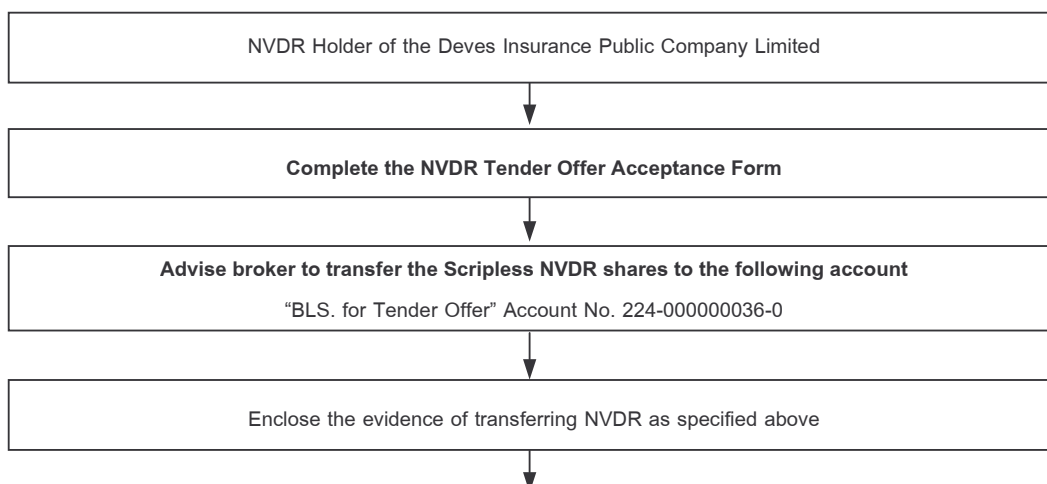 NVDR Holder of the Deves Insurance Public Company Limited
Complete the NVDR Tender Offer Acceptance Form
Advise broker to transfer the Scripless NVDR shares to the following account
“BLS. for Tender Offer” Account No. 224-000000036-0
Enclose the evidence of transferring NVDR as specified above